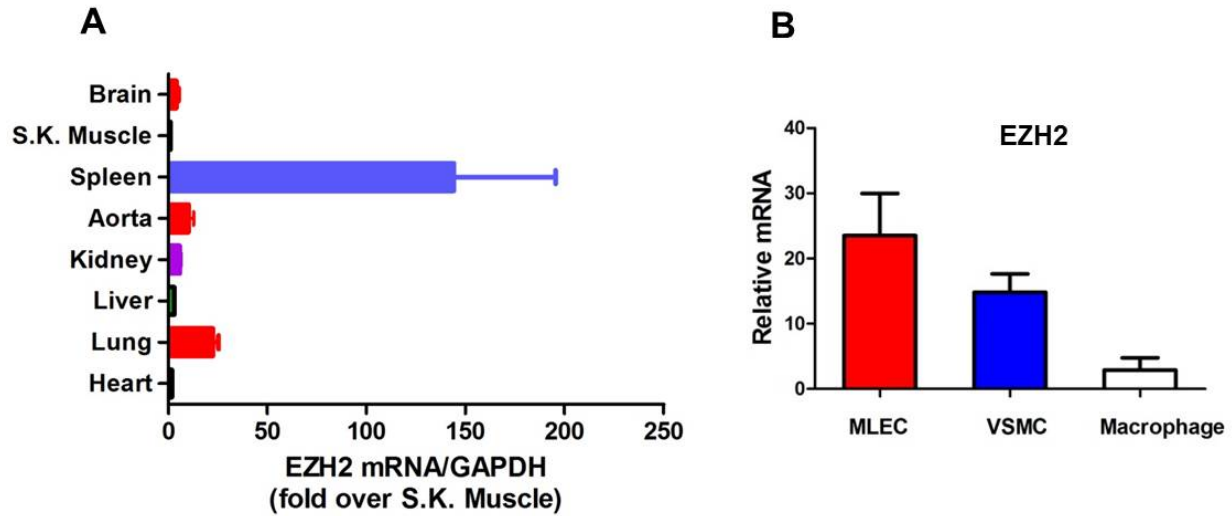 A
Brain
S.K. Muscle
Spleen
Aorta
Kidney
Liver
Lung
Heart
0 50 100 150 200 250
EZH2 mRNA/GAPDH
(fold over S.K. Muscle)
B
EZH2
Relative mRNA
40
30
20
10
0
MLEC VSMC Macrophage